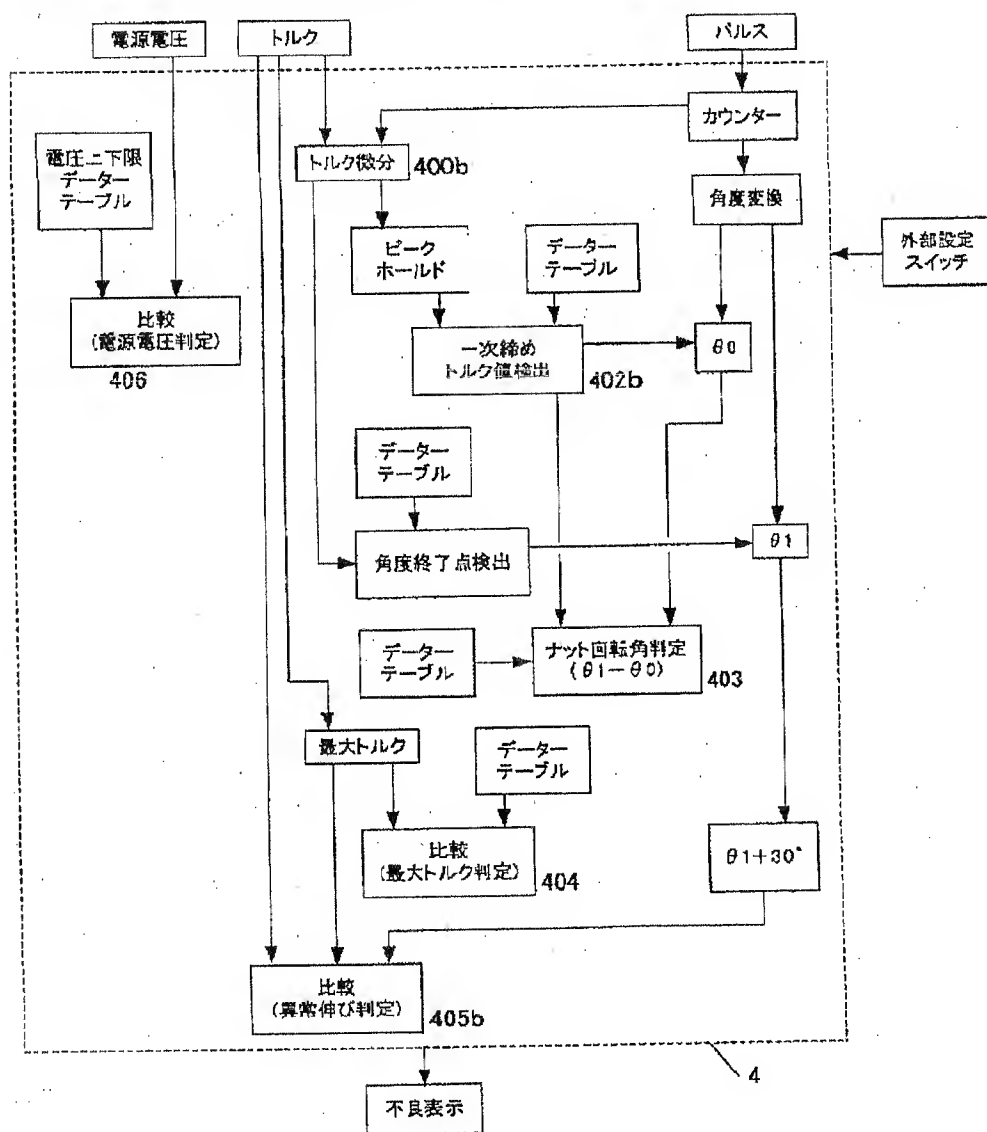 電源電圧
トルク
パルス
カウンター
電圧上下限
データー
テーブル
トルク微分
400b
角度変換
ピーク
ホールド
データー
テーブル
外部設定
スイッチ
比較
(電源電圧判定)
406
一次締め
トルク値検出
402b
θ0
データー
テーブル
角度終了点検出
θ1
データー
テーブル
ナット回転角判定
(θ1-θ0)
403
最大トルク
データー
テーブル
比較
(最大トルク判定)
404
θ1+30°
比較
(異常伸び判定)
405b
4
不良表示